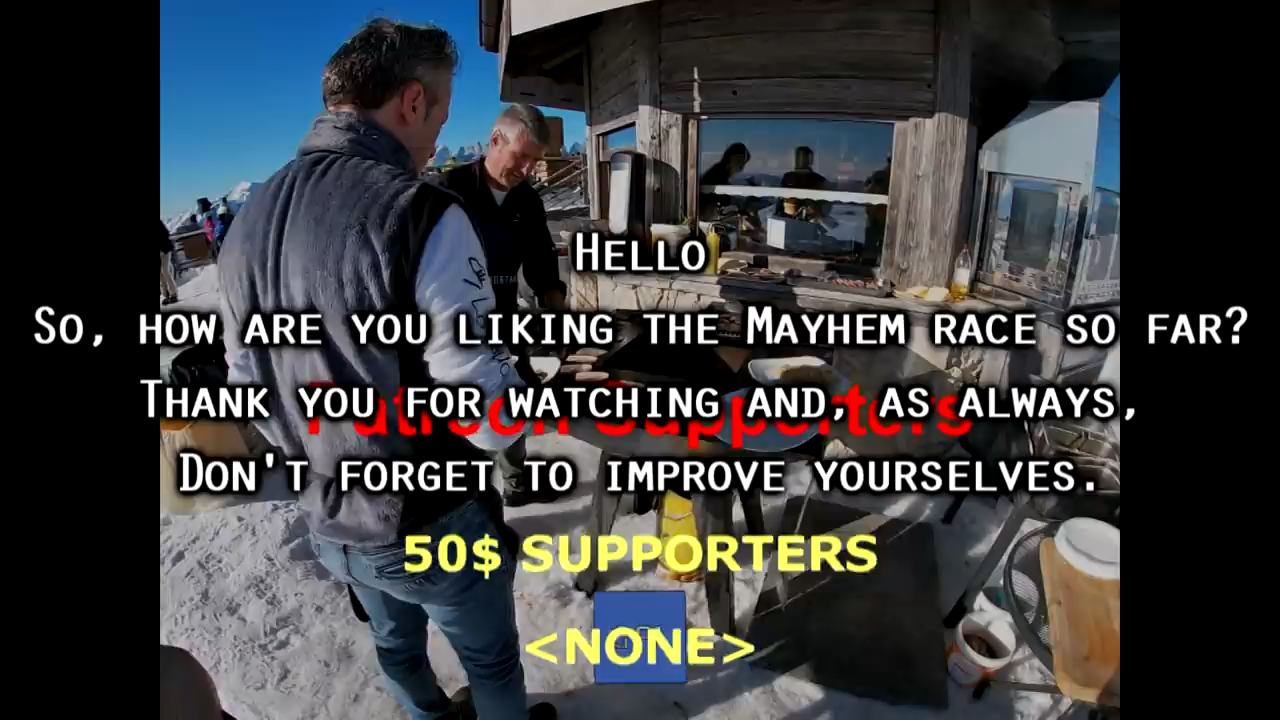 Hello
So, how are you liking the Mayhem race so far?
Thank you for watching and, as always,
Patreon Supporters
Don't forget to improve yourselves.
50$ SUPPORTERS
<NONE>